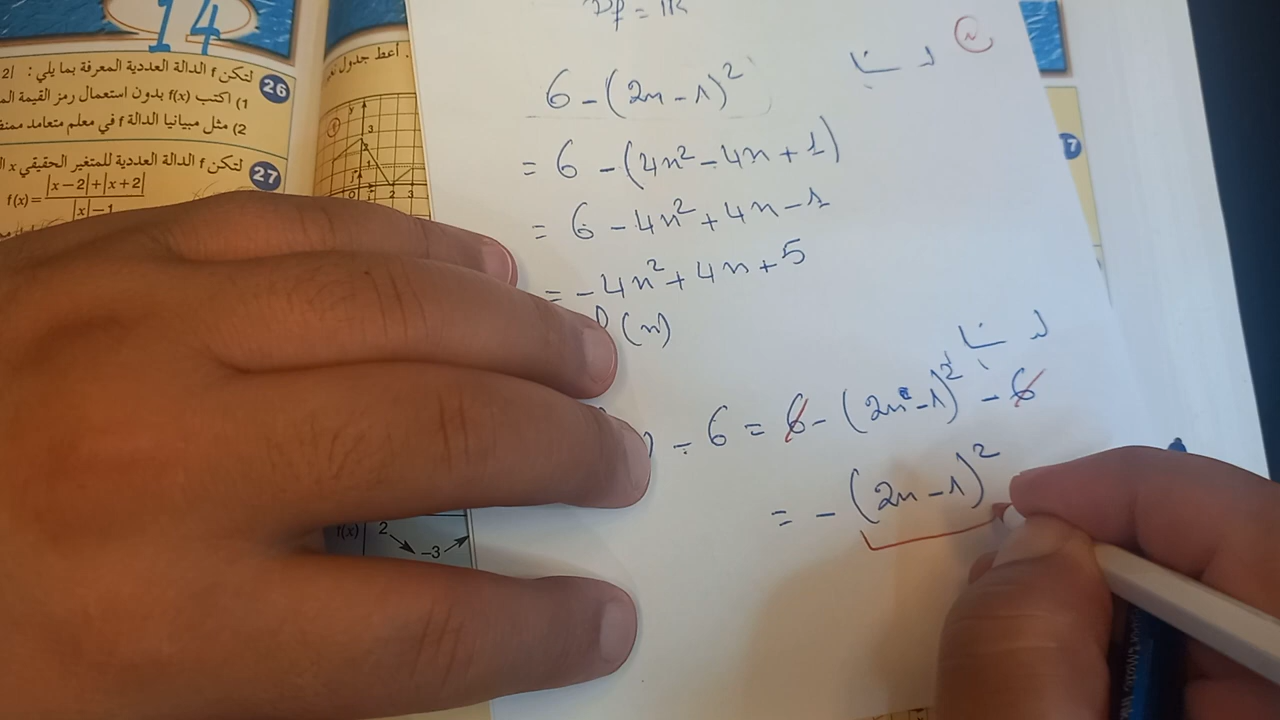 14
26 لتكن f الدالة العددية المعرفة بما يلي :
1) اكتب f(x) بدون استعمال رمز القيمة
2) مثل مبيانيا الدالة f في معلم متعامد
27 لتكن f الدالة العددية للمتغير الحقيقي x
f(x)=|x−2|+|x+2| / |x|−1
. أعط جدول
Df = IR
لدينا
6 - (2x - 1)²
= 6 - (4x² - 4x + 1)
= 6 - 4x² + 4x - 1
= - 4x² + 4x + 5
(x)
لدينا
) - 6 = 6 - (2x - 1)² - 6
= - (2x - 1)²
f(x) 2 −3
7